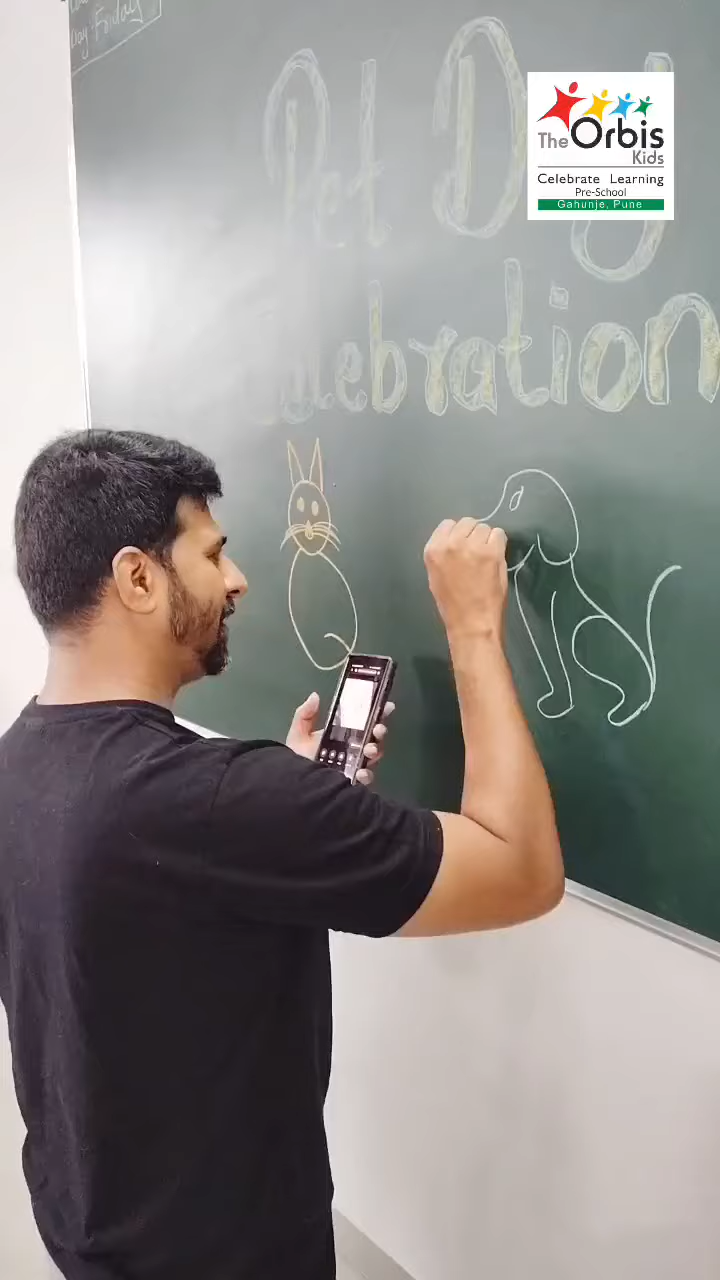 Day-Friday
Pet Day
Celebration
The Orbis
Kids
Celebrate Learning
Pre-School
Gahunje, Pune